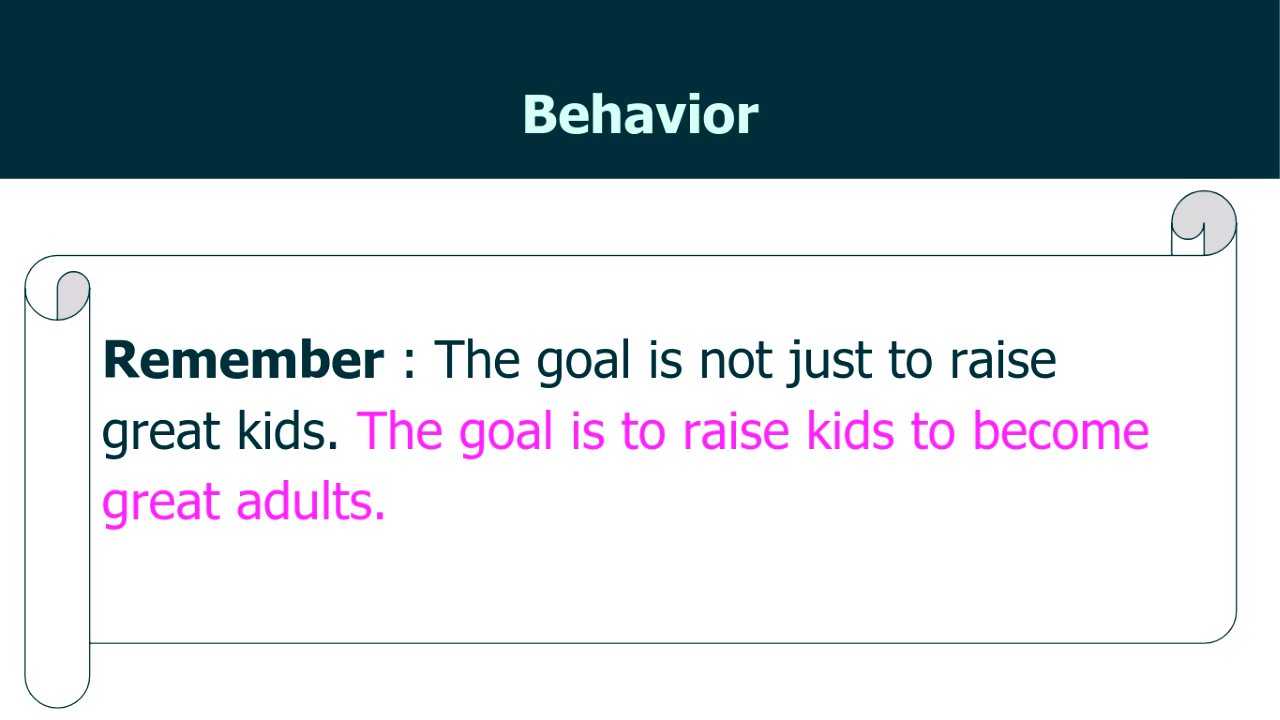 Behavior
Remember : The goal is not just to raise
great kids. The goal is to raise kids to become
great adults.